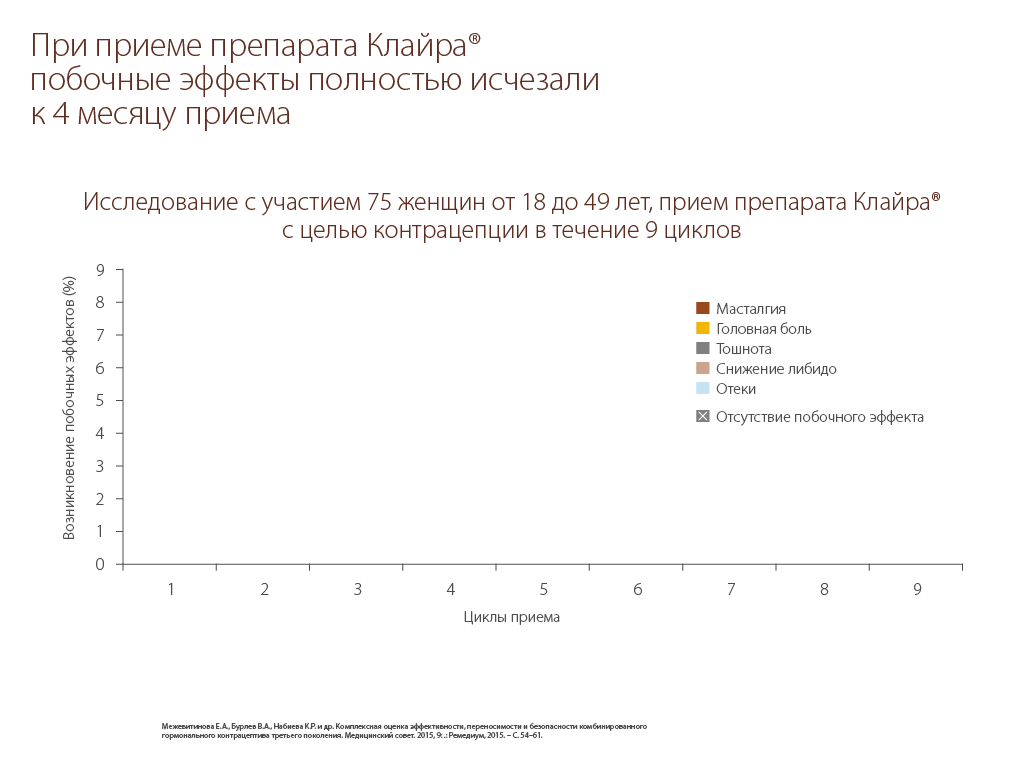 При приеме препарата Клайра®
побочные эффекты полностью исчезали
к 4 месяцу приема
Исследование с участием 75 женщин от 18 до 49 лет, прием препарата Клайра®
с целью контрацепции в течение 9 циклов
Возникновение побочных эффектов (%)
9
8
7
6
5
4
3
2
1
0
Масталгия
Головная боль
Тошнота
Снижение либидо
Отеки
Отсутствие побочного эффекта
1 2 3 4 5 6 7 8 9
Циклы приема
Межевитинова Е.А., Бурлев В.А., Набиева К.Р. и др. Комплексная оценка эффективности, переносимости и безопасности комбинированного
гормонального контрацептива третьего поколения. Медицинский совет. 2015, 9: .: Ремедиум, 2015. – С. 54–61.